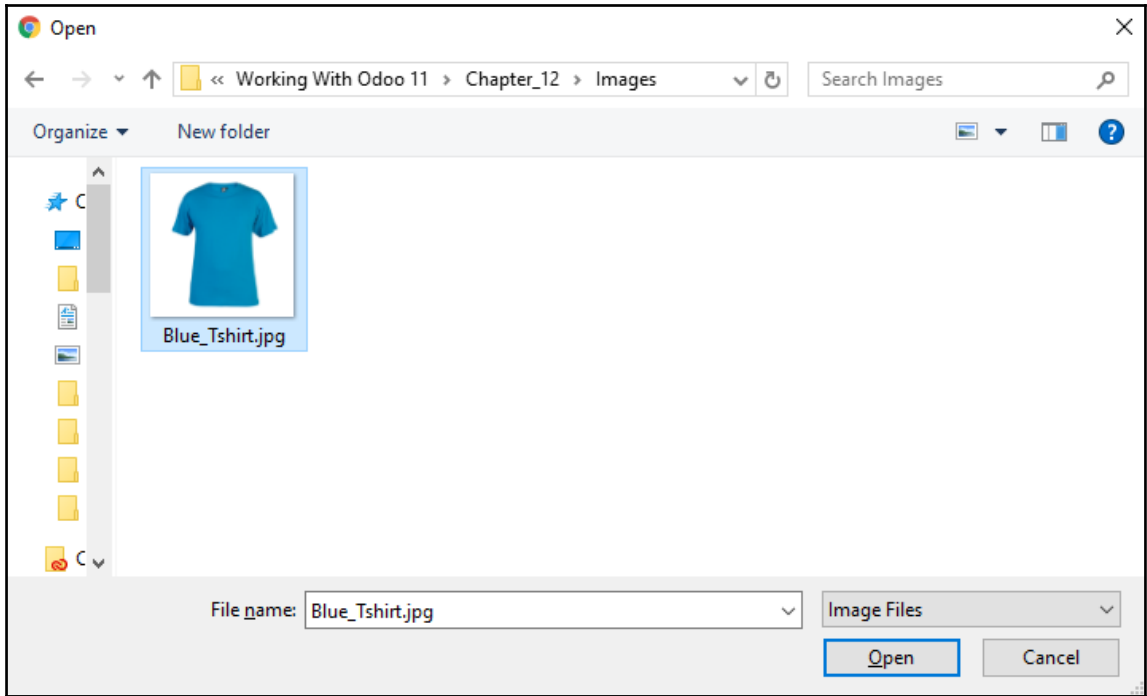 Open
« Working With Odoo 11 > Chapter_12 > Images
Search Images
Organize
New folder
?
C
Blue_Tshirt.jpg
C
File name: Blue_Tshirt.jpg
Image Files
Open
Cancel